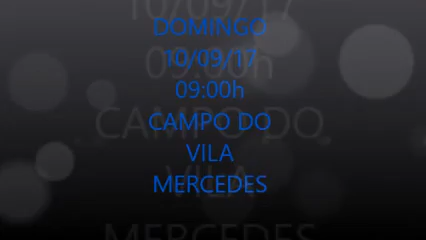 DOMINGO
10/09/17
09:00h
CAMPO DO
VILA
MERCEDES